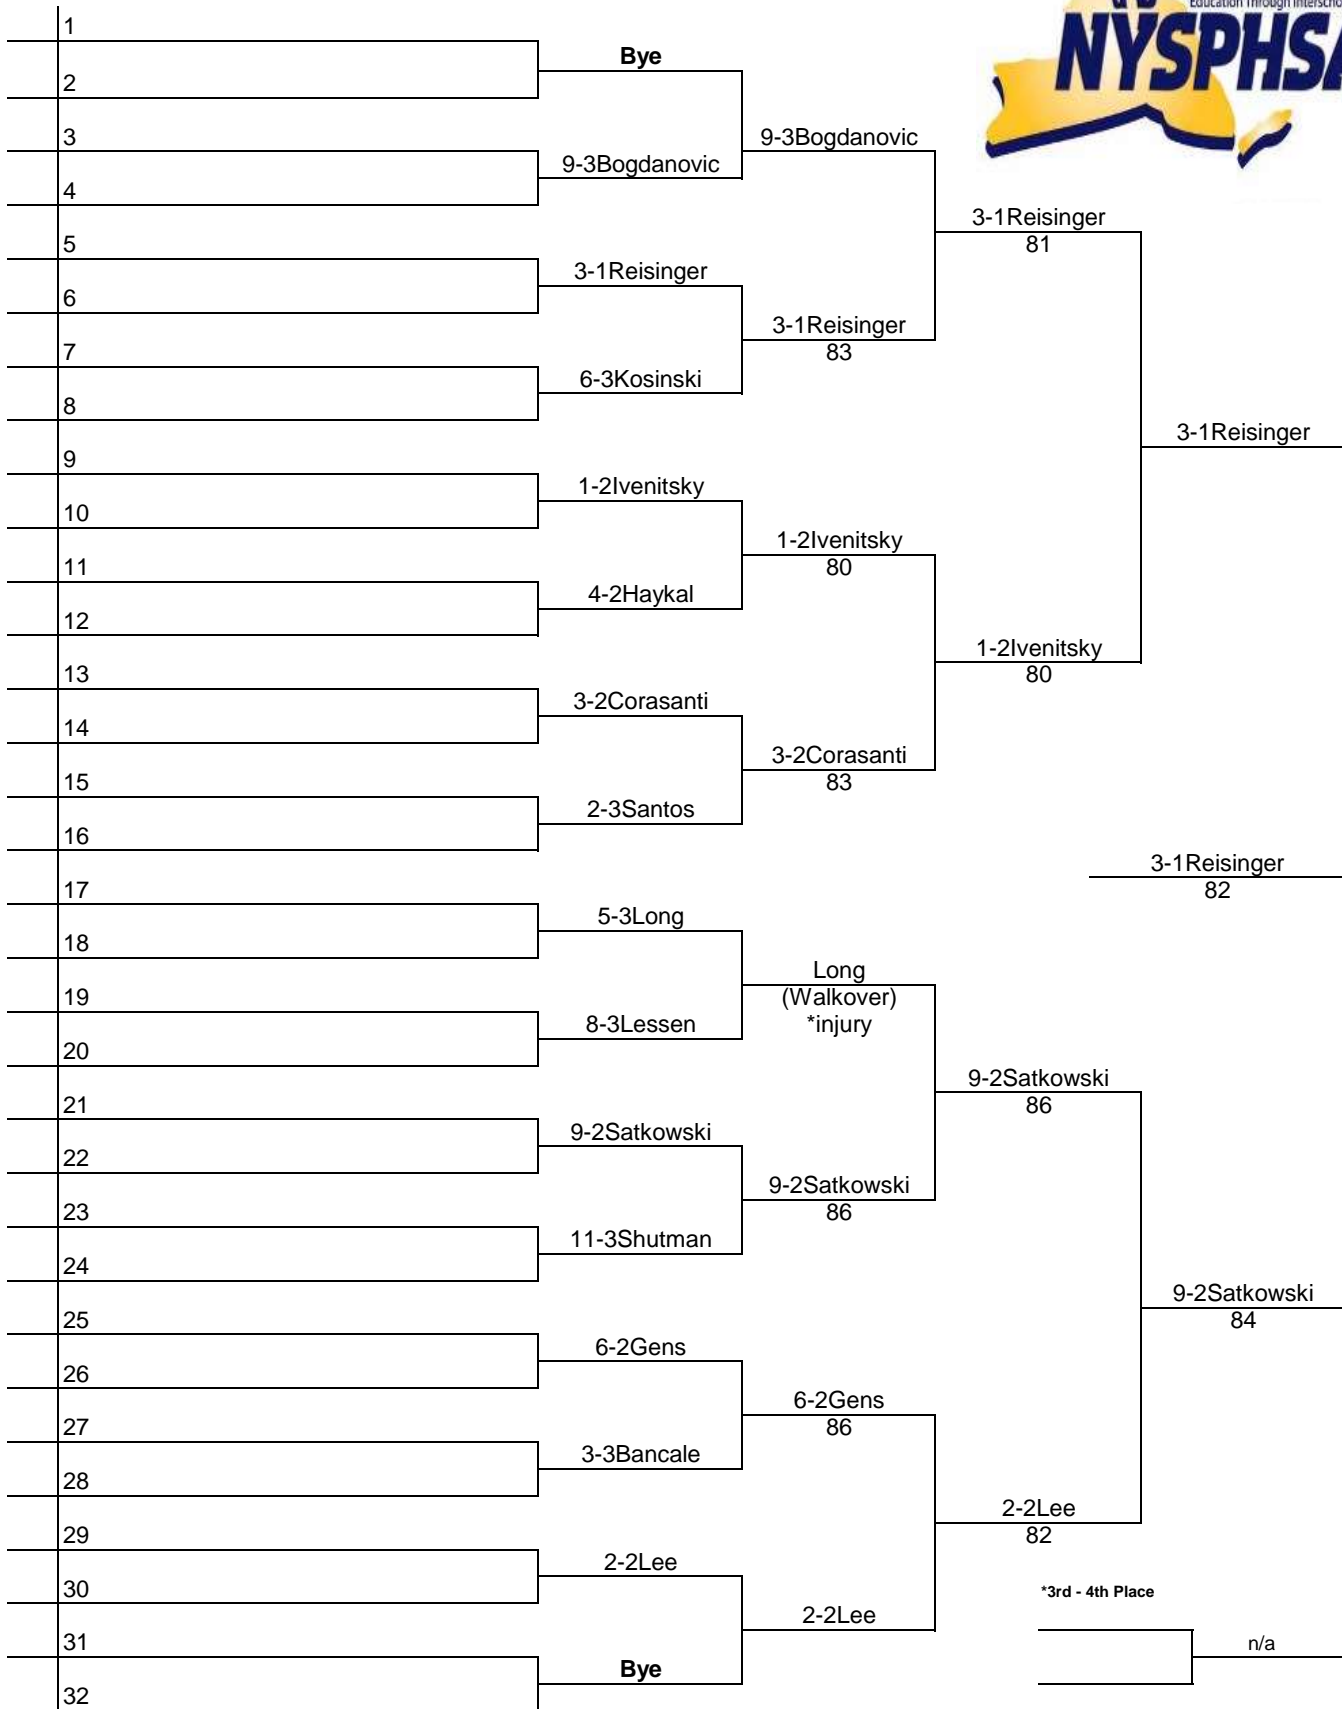 Education Through Interscho
NYSPHSA
1
Bye
2
3
9-3Bogdanovic
9-3Bogdanovic
4
3-1Reisinger
81
5
3-1Reisinger
6
3-1Reisinger
83
7
6-3Kosinski
8
3-1Reisinger
9
1-2Ivenitsky
10
1-2Ivenitsky
80
11
4-2Haykal
12
1-2Ivenitsky
80
13
3-2Corasanti
14
3-2Corasanti
83
15
2-3Santos
16
3-1Reisinger
82
17
5-3Long
18
Long
(Walkover)
*injury
19
8-3Lessen
20
9-2Satkowski
86
21
9-2Satkowski
22
9-2Satkowski
86
23
11-3Shutman
24
9-2Satkowski
84
25
6-2Gens
26
6-2Gens
86
27
3-3Bancale
28
2-2Lee
82
29
2-2Lee
30
*3rd - 4th Place
2-2Lee
31
n/a
Bye
32